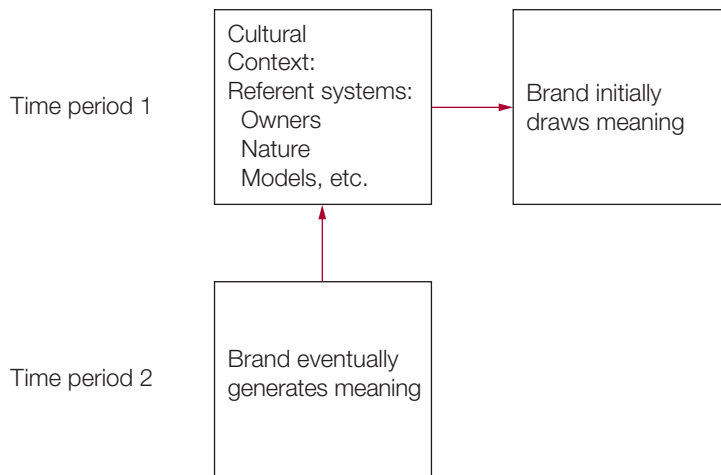 Time period 1
Cultural
Context:
Referent systems:
Owners
Nature
Models, etc.
Brand initially
draws meaning
Time period 2
Brand eventually
generates meaning